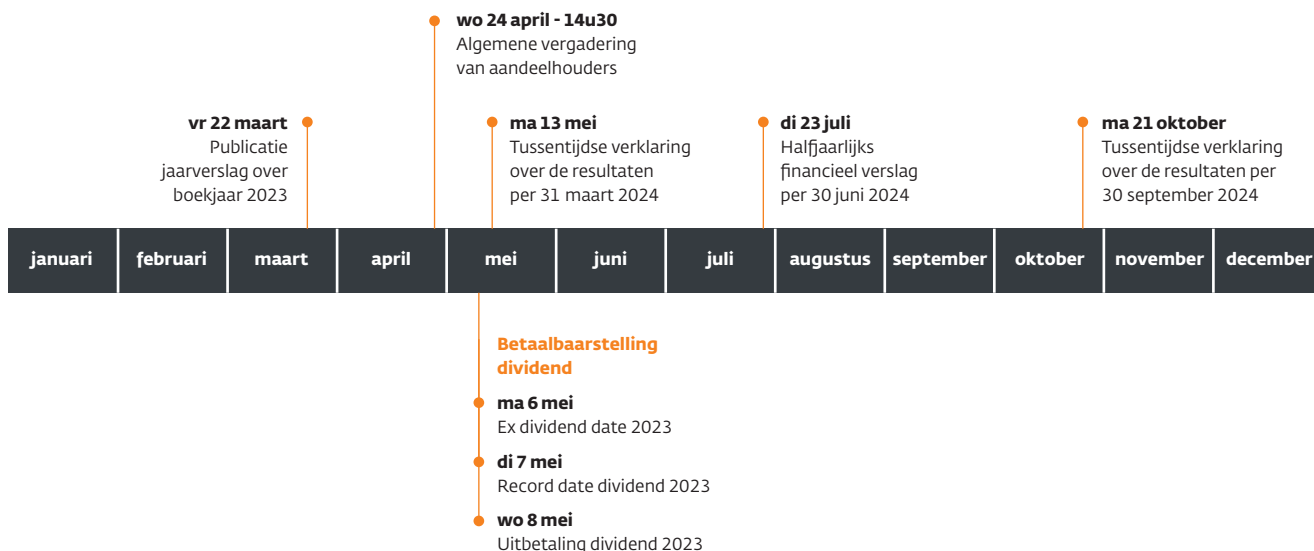 wo 24 april - 14u30
Algemene vergadering
van aandeelhouders
vr 22 maart
Publicatie
jaarverslag over
boekjaar 2023
ma 13 mei
Tussentijdse verklaring
over de resultaten
per 31 maart 2024
di 23 juli
Halfjaarlijks
financieel verslag
per 30 juni 2024
ma 21 oktober
Tussentijdse verklaring
over de resultaten per
30 september 2024
januari
februari
maart
april
mei
juni
juli
augustus
september
oktober
november
december
Betaalbaarstelling
dividend
ma 6 mei
Ex dividend date 2023
di 7 mei
Record date dividend 2023
wo 8 mei
Uitbetaling dividend 2023